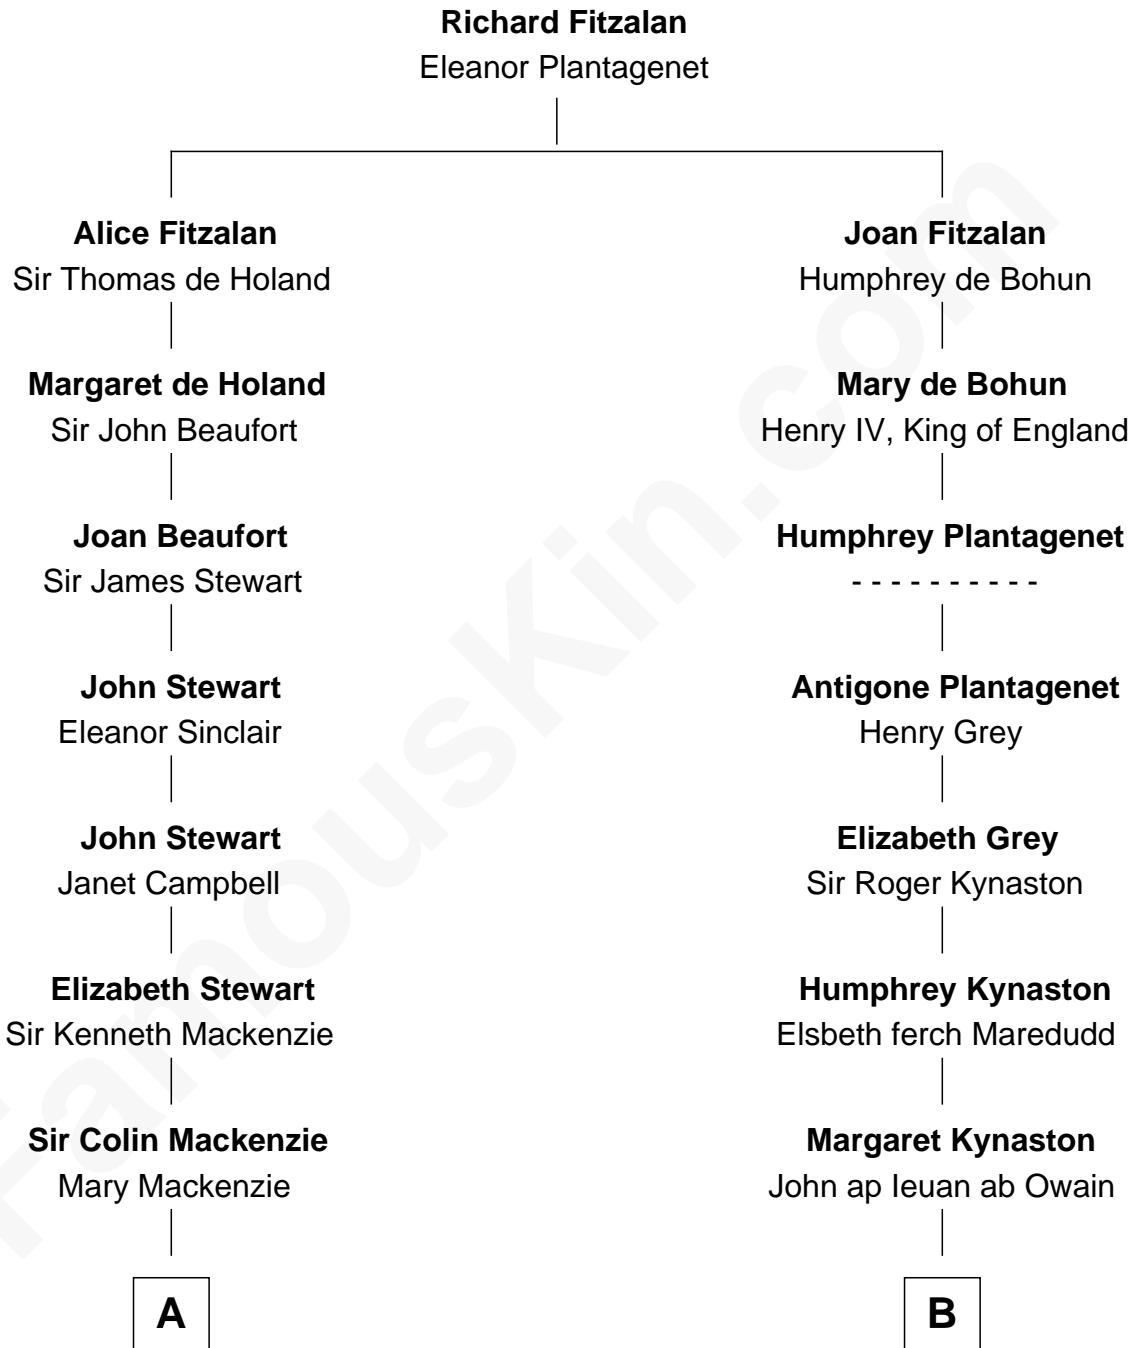 Richard Fitzalan
Eleanor Plantagenet
Alice Fitzalan
Sir Thomas de Holand
Joan Fitzalan
Humphrey de Bohun
Margaret de Holand
Sir John Beaufort
Mary de Bohun
Henry IV, King of England
Joan Beaufort
Sir James Stewart
Humphrey Plantagenet
- - - - - - - - - -
John Stewart
Eleanor Sinclair
Antigone Plantagenet
Henry Grey
John Stewart
Janet Campbell
Elizabeth Grey
Sir Roger Kynaston
Elizabeth Stewart
Sir Kenneth Mackenzie
Humphrey Kynaston
Elsbeth ferch Maredudd
Sir Colin Mackenzie
Mary Mackenzie
Margaret Kynaston
John ap Ieuan ab Owain
A
B
FamousKin.com